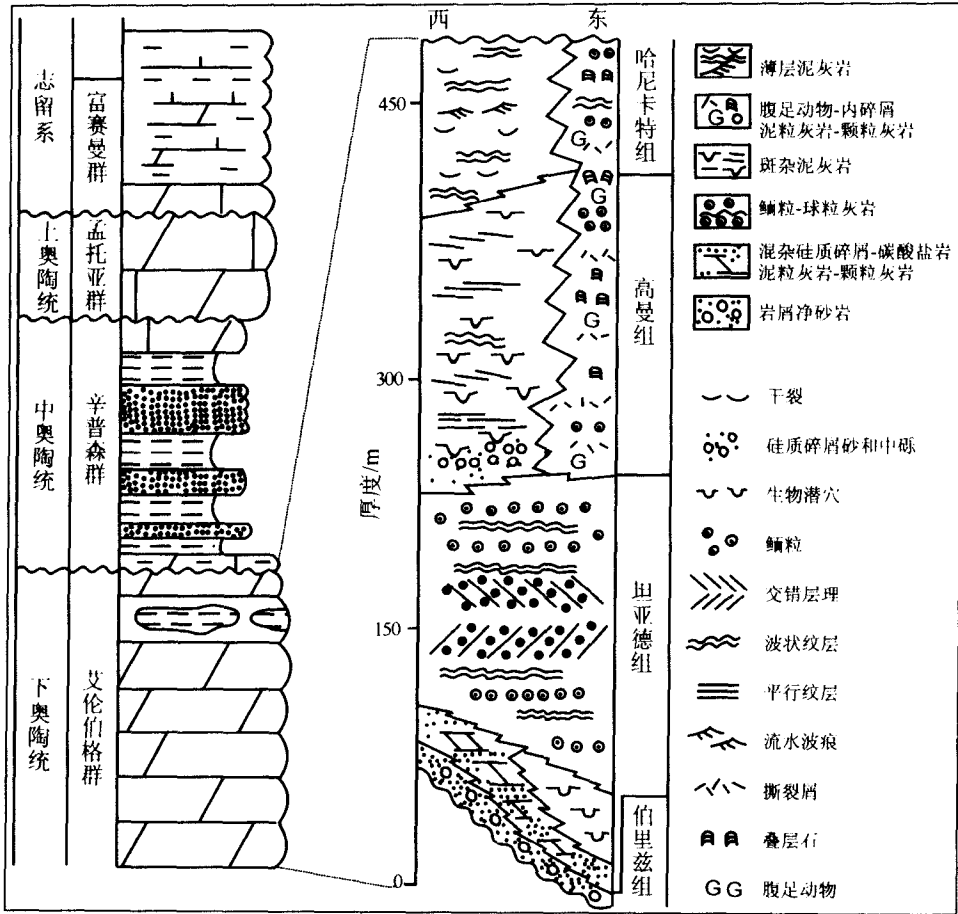 西 东
志留系
富赛曼群
上奥陶统
孟托亚群
中奥陶统
辛普森群
下奥陶统
艾伦伯格群
450
300
150
0
厚度/m
G
G
G
G
哈尼卡特组
高曼组
坦亚德组
伯里兹组
薄层泥灰岩
G
腹足动物-内碎屑
泥粒灰岩-颗粒灰岩
斑杂泥灰岩
鲕粒-球粒灰岩
混杂硅质碎屑-碳酸盐岩
泥粒灰岩-颗粒灰岩
岩屑净砂岩
干裂
硅质碎屑砂和中砾
生物潜穴
鲕粒
交错层理
波状纹层
平行纹层
流水波痕
撕裂屑
叠层石
G G 腹足动物